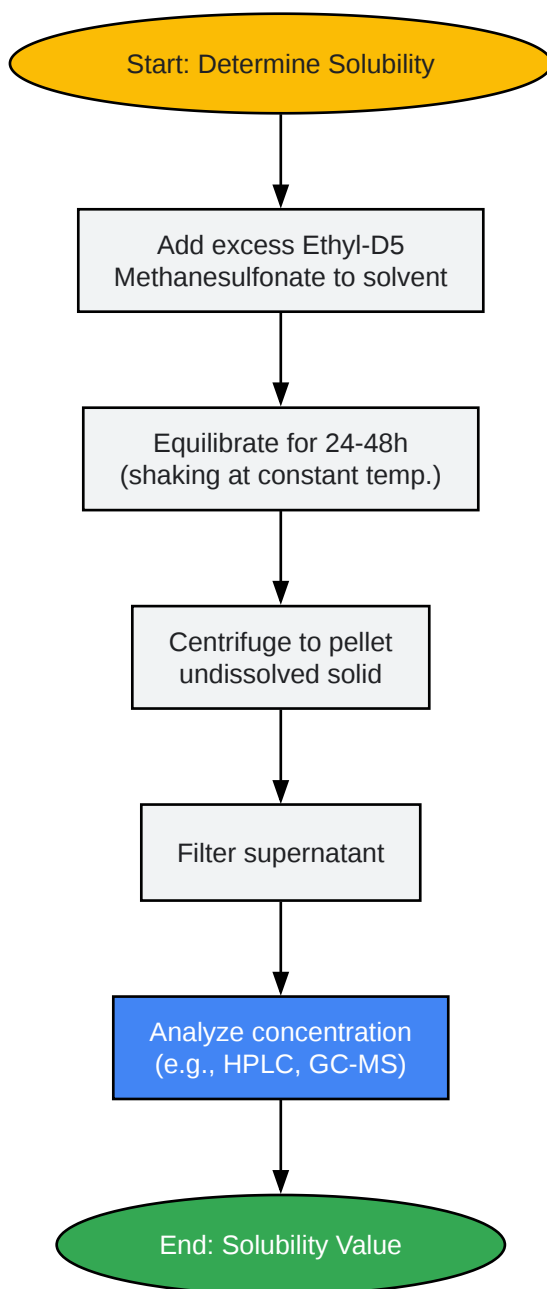 Start: Determine Solubility
Add excess Ethyl-D5
Methanesulfonate to solvent
Equilibrate for 24-48h
(shaking at constant temp.)
Centrifuge to pellet
undissolved solid
Filter supernatant
Analyze concentration
(e.g., HPLC, GC-MS)
End: Solubility Value